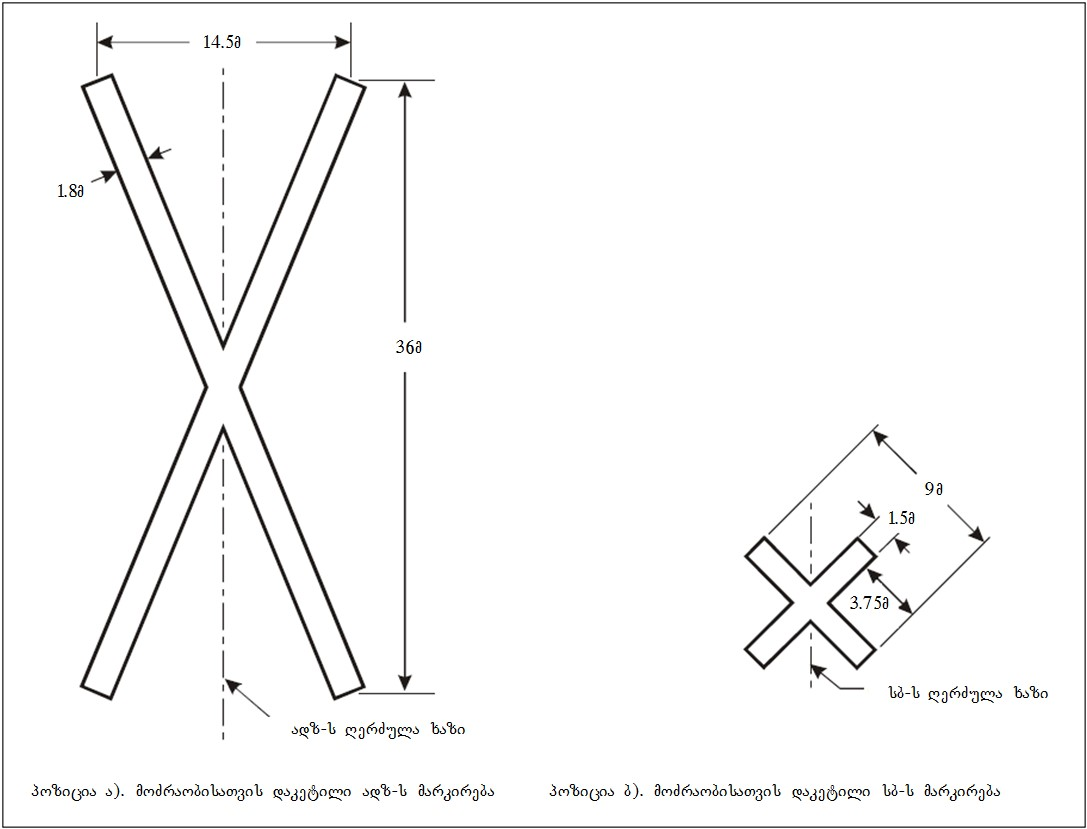 14.5მ
1.8მ
36მ
9მ
1.5მ
3.75მ
სბ-ს ღერძულა ხაზი
ადზ-ს ღერძულა ხაზი
პოზიცია ა). მოძრაობისათვის დაკეტილი ადზ-ს მარკირება
პოზიცია ბ). მოძრაობისათვის დაკეტილი სბ-ს მარკირება